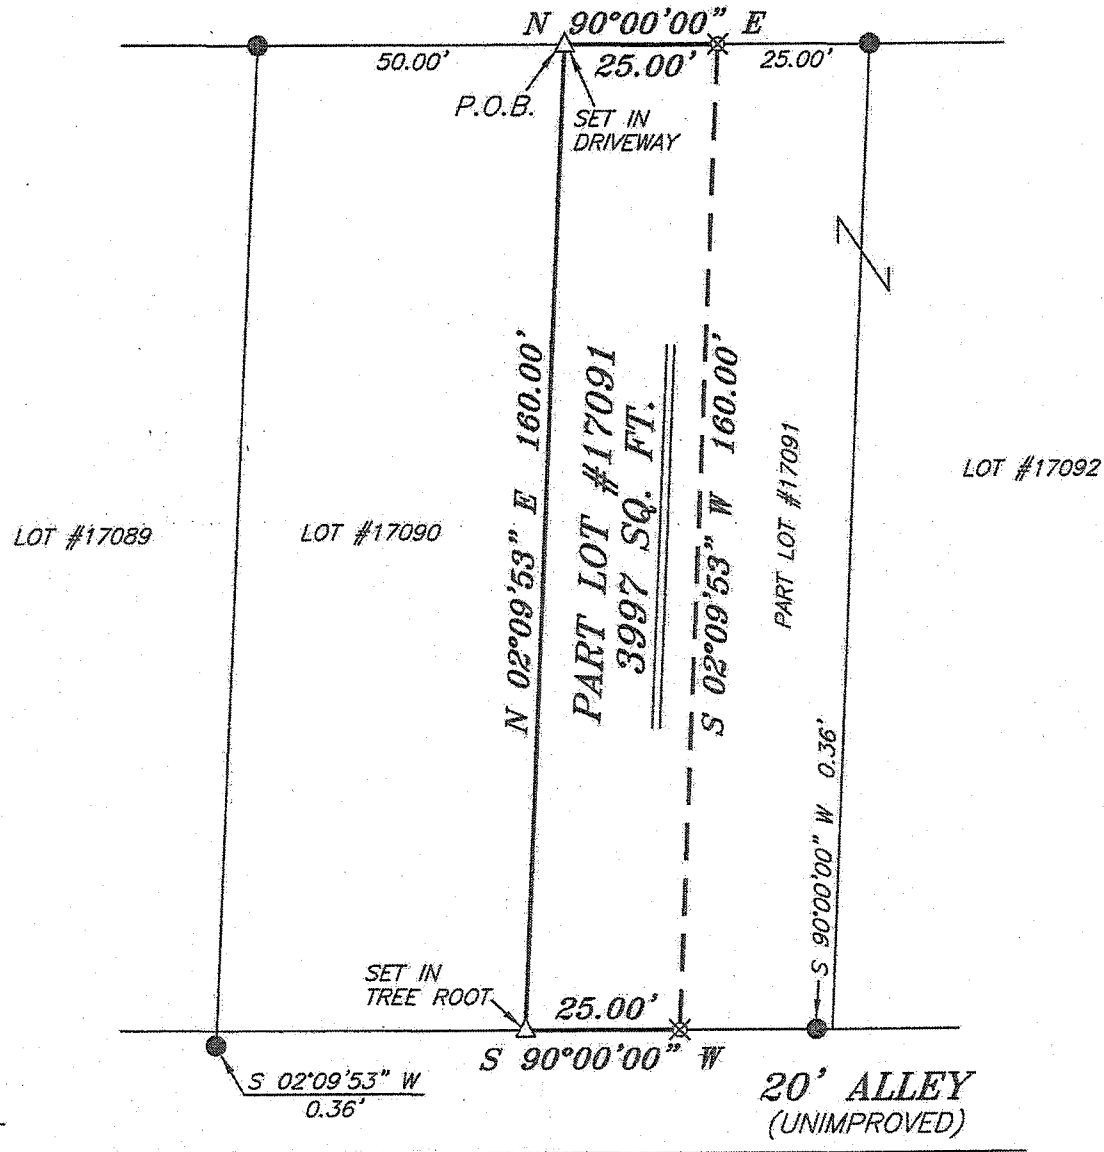 N 90°00'00" E
50.00'
25.00'
25.00'
P.O.B.
SET IN
DRIVEWAY
N 02°09'53" E 160.00'
PART LOT #17091
3997 SQ. FT.
S 02°09'53" W 160.00'
PART LOT #17091
LOT #17092
LOT #17089
LOT #17090
S 90°00'00" W 0.36'
SET IN
TREE ROOT
25.00'
S 90°00'00" W
S 02°09'53" W
0.36'
20' ALLEY
(UNIMPROVED)